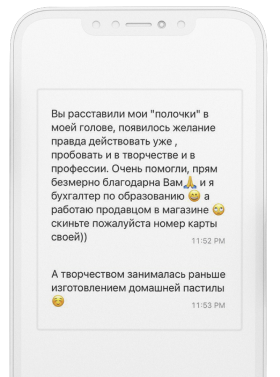 Вы расставили мои "полочки" в
моей голове, появилось желание
правда действовать уже ,
пробовать и в творчестве и в
профессии. Очень помогли, прям
безмерно благодарна Вам🙏 и я
бухгалтер по образованию 😄 а
работаю продавцом в магазине 🥲
скиньте пожалуйста номер карты
своей))
11:52 PM
А творчеством занималась раньше
изготовлением домашней пастилы
☺️
11:53 PM